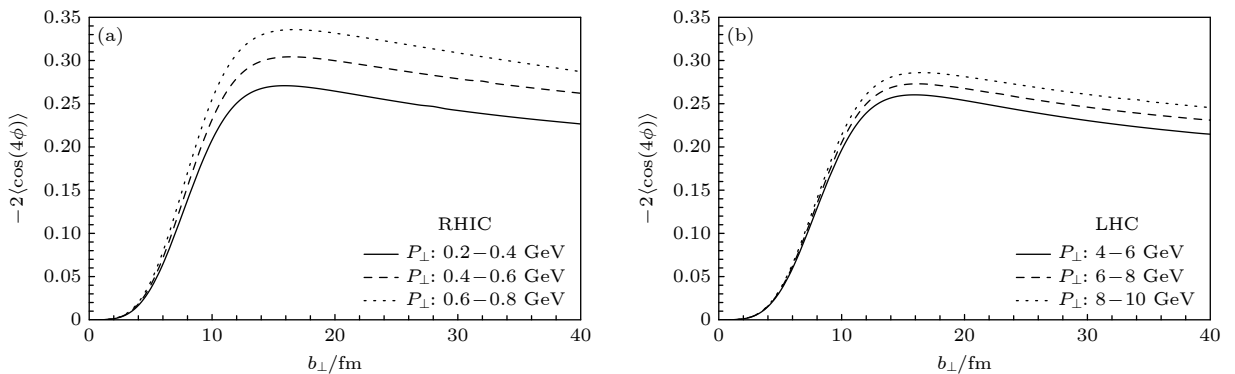 (a)
−2⟨cos(4ϕ)⟩
0.35
0.30
0.25
0.20
0.15
0.10
0.05
0
RHIC
P⊥: 0.2−0.4 GeV
P⊥: 0.4−0.6 GeV
P⊥: 0.6−0.8 GeV
0 10 20 30 40
b⊥/fm
(b)
−2⟨cos(4ϕ)⟩
0.35
0.30
0.25
0.20
0.15
0.10
0.05
0
LHC
P⊥: 4−6 GeV
P⊥: 6−8 GeV
P⊥: 8−10 GeV
0 10 20 30 40
b⊥/fm